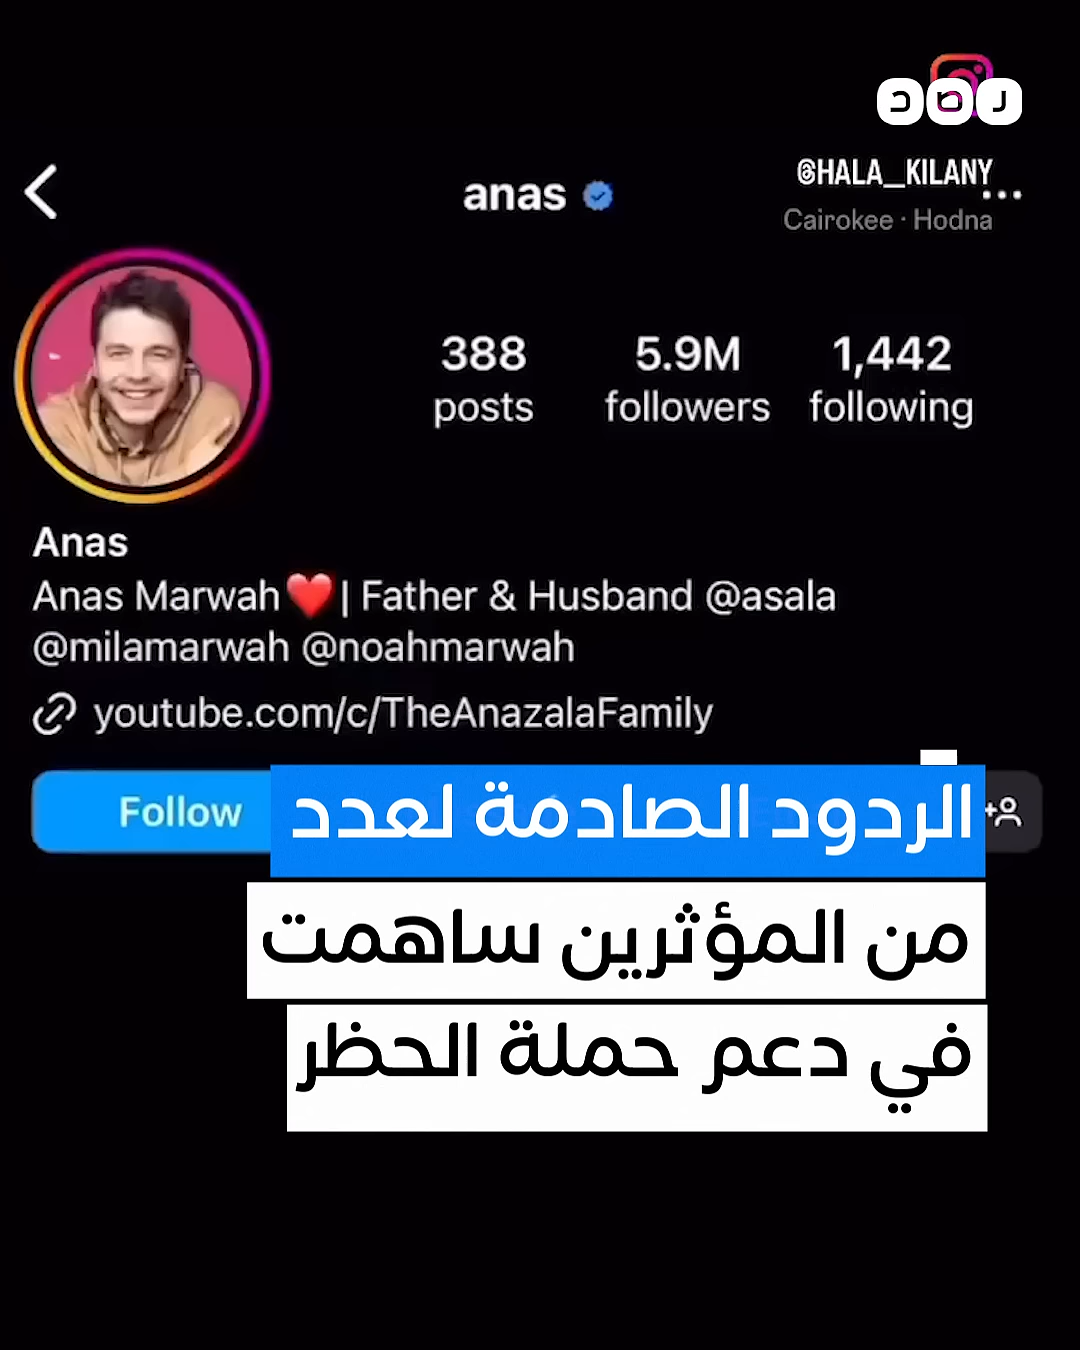 رصد
@HALA_KILANY
Cairokee · Hodna
anas
388 5.9M 1,442
posts followers following
Anas
Anas Marwah❤️ | Father & Husband @asala
@milamarwah @noahmarwah
youtube.com/c/TheAnazalaFamily
Follow
الردود الصادمة لعدد
من المؤثرين ساهمت
في دعم حملة الحظر